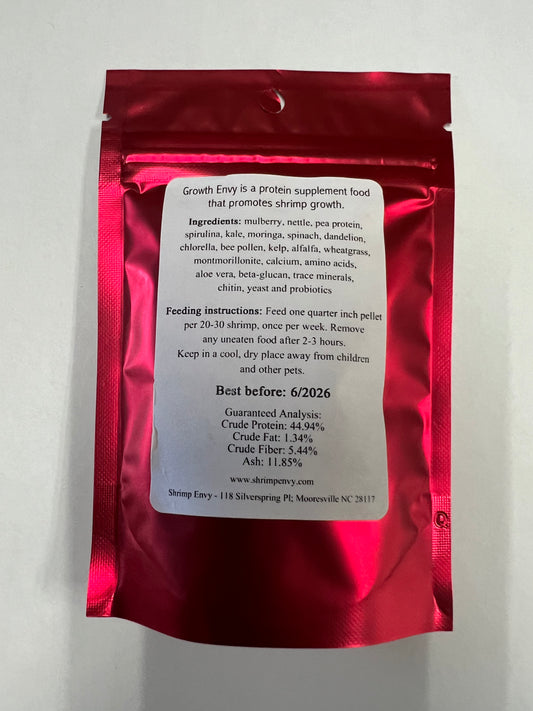 Growth Envy is a protein supplement food
that promotes shrimp growth.
Ingredients: mulberry, nettle, pea protein,
spirulina, kale, moringa, spinach, dandelion,
chlorella, bee pollen, kelp, alfalfa, wheatgrass,
montmorillonite, calcium, amino acids,
aloe vera, beta-glucan, trace minerals,
chitin, yeast and probiotics
Feeding instructions: Feed one quarter inch pellet
per 20-30 shrimp, once per week. Remove
any uneaten food after 2-3 hours.
Keep in a cool, dry place away from children
and other pets.
Best before: 6/2026
Guaranteed Analysis:
Crude Protein: 44.94%
Crude Fat: 1.34%
Crude Fiber: 5.44%
Ash: 11.85%
www.shrimpenvy.com
Shrimp Envy - 118 Silverspring Pl; Mooresville NC 28117